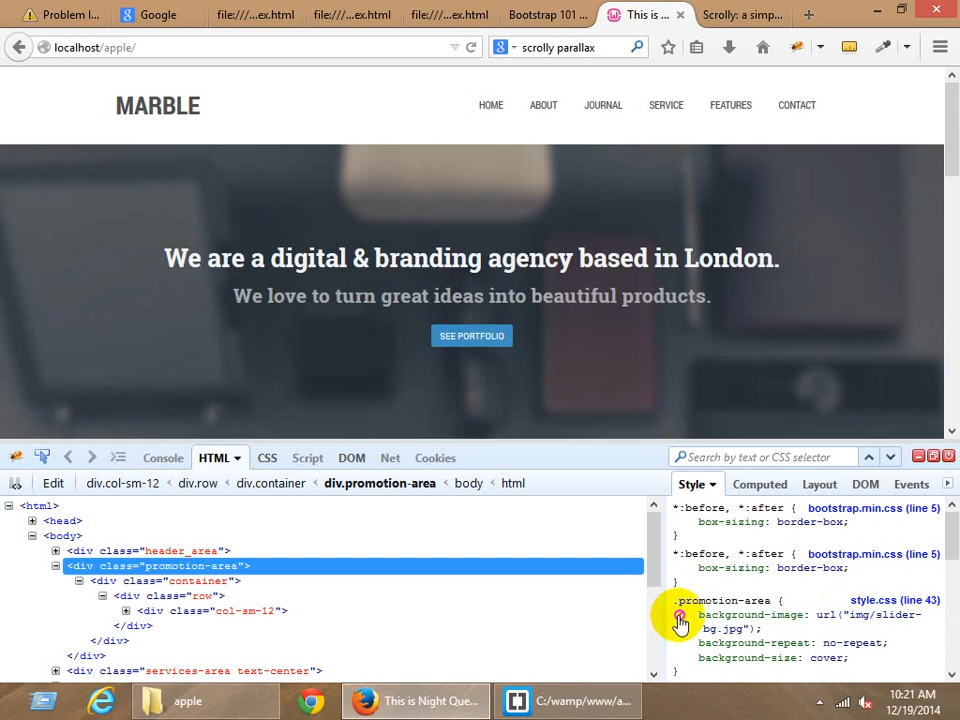 Problem l... Google file:////...ex.html file:////...ex.html file:////...ex.html Bootstrap 101 ... This is ... Scrolly: a simp...
localhost/apple/ scrolly parallax
MARBLE HOME ABOUT JOURNAL SERVICE FEATURES CONTACT
We are a digital & branding agency based in London.
We love to turn great ideas into beautiful products.
SEE PORTFOLIO
Console HTML CSS Script DOM Net Cookies Search by text or CSS selector
Edit div.col-sm-12 < div.row < div.container < div.promotion-area < body < html Style Computed Layout DOM Events
<html>
<head>
<body>
<div class="header_area">
<div class="promotion-area">
<div class="container">
<div class="row">
<div class="col-sm-12">
</div>
</div>
</div>
<div class="services-area text-center">
*:before, *:after { bootstrap.min.css (line 5)
box-sizing: border-box;
}
*:before, *:after { bootstrap.min.css (line 5)
box-sizing: border-box;
}
.promotion-area { style.css (line 43)
background-image: url("img/slider-
bg.jpg");
background-repeat: no-repeat;
background-size: cover;
}
apple This is Night Que... C:/wamp/www/a... 10:21 AM
12/19/2014